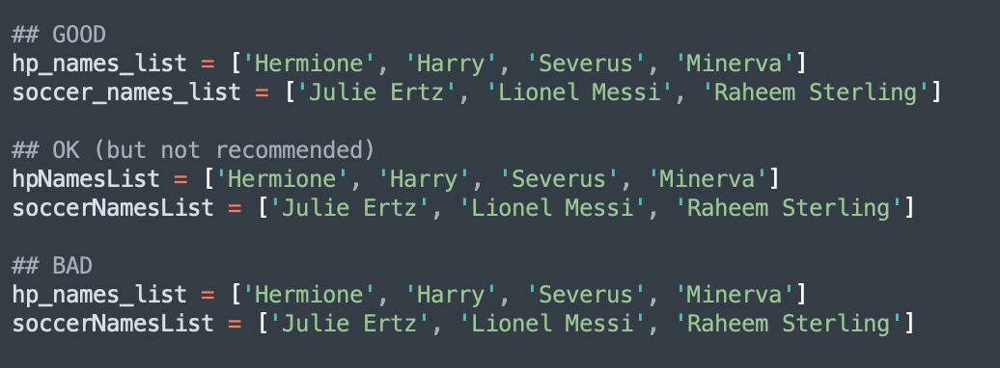 ## GOOD
hp_names_list = ['Hermione', 'Harry', 'Severus', 'Minerva']
soccer_names_list = ['Julie Ertz', 'Lionel Messi', 'Raheem Sterling']
## OK (but not recommended)
hpNamesList = ['Hermione', 'Harry', 'Severus', 'Minerva']
soccerNamesList = ['Julie Ertz', 'Lionel Messi', 'Raheem Sterling']
## BAD
hp_names_list = ['Hermione', 'Harry', 'Severus', 'Minerva']
soccerNamesList = ['Julie Ertz', 'Lionel Messi', 'Raheem Sterling']